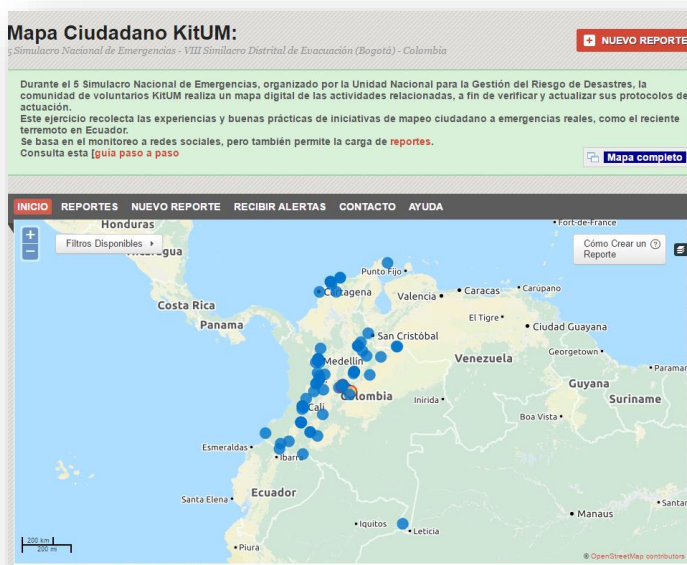 Mapa Ciudadano KitUM:
5 Simulacro Nacional de Emergencias - VIII Similacro Distrital de Evacuación (Bogotà) - Colombia
NUEVO REPORTE
Durante el 5 Simulacro Nacional de Emergencias, organizado por la Unidad Nacional para la Gestión del Riesgo de Desastres, la
comunidad de voluntarios KitUM realiza un mapa digital de las actividades relacionadas, a fin de verificar y actualizar sus protocolos de
actuación.
Este ejercicio recolecta las experiencias y buenas prácticas de iniciativas de mapeo ciudadano a emergencias reales, como el reciente
terremoto en Ecuador.
Se basa en el monitoreo a redes sociales, pero también permite la carga de reportes.
Consulta esta [guía paso a paso
Mapa completo
INICIO REPORTES NUEVO REPORTE RECIBIR ALERTAS CONTACTO AYUDA
Honduras
Fort-de-France
Filtros Disponibles
Cómo Crear un
Reporte
Punto Fijo
Cartagena
Valencia
Caracas
Carúpano
Costa Rica
Panama
El Tigre
Ciudad Guayana
San Cristóbal
Medellín
Venezuela
Georgetown
Paramar
Guyana
Suriname
Colombia
Inírida
Cali
Boa Vista
Esmeraldas
Ibarra
Ecuador
Santa Elena
Santar
Manaus
Iquitos
Leticia
200 km
200 mi
Piura
© OpenStreetMap contributors